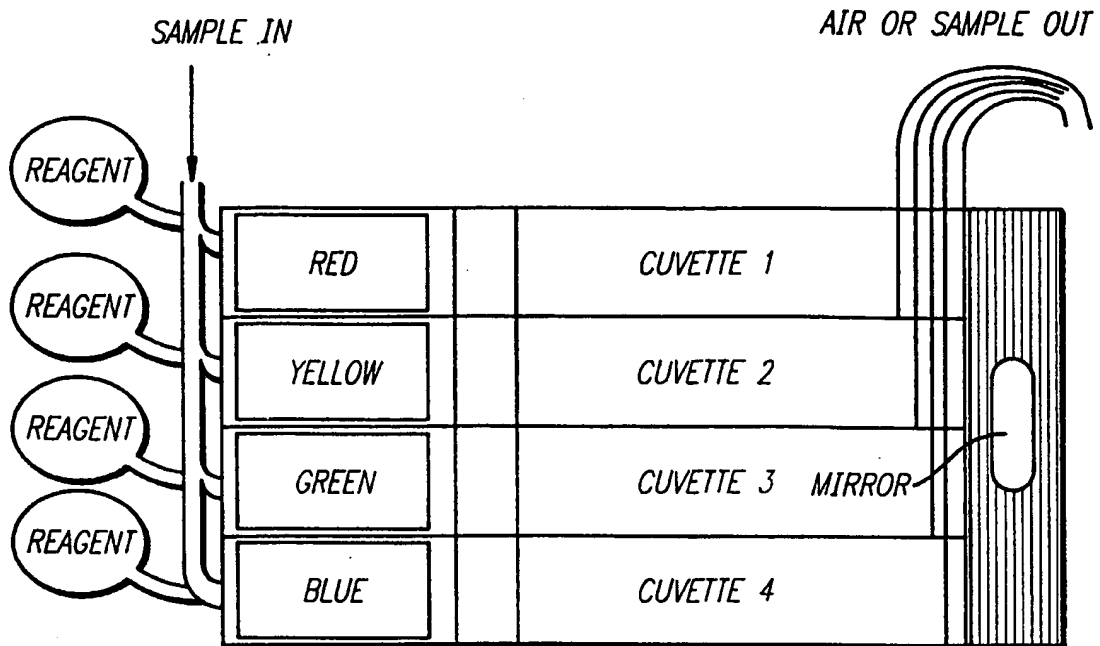 SAMPLE IN
AIR OR SAMPLE OUT
REAGENT
RED
CUVETTE 1
REAGENT
YELLOW
CUVETTE 2
REAGENT
GREEN
CUVETTE 3
MIRROR
REAGENT
BLUE
CUVETTE 4